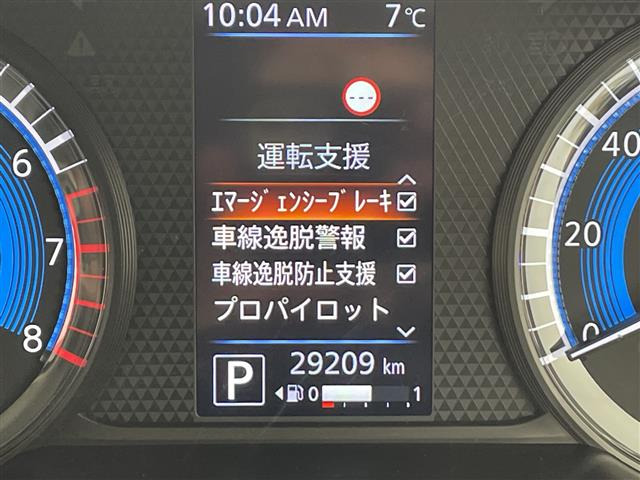 10:04 AM 7℃
---
運転支援
ｴﾏｰｼﾞｪﾝｼｰﾌﾞﾚｰｷ
車線逸脱警報
車線逸脱防止支援
プロパイロット
P 29209 km
0 1
6
7
8
40
20
0